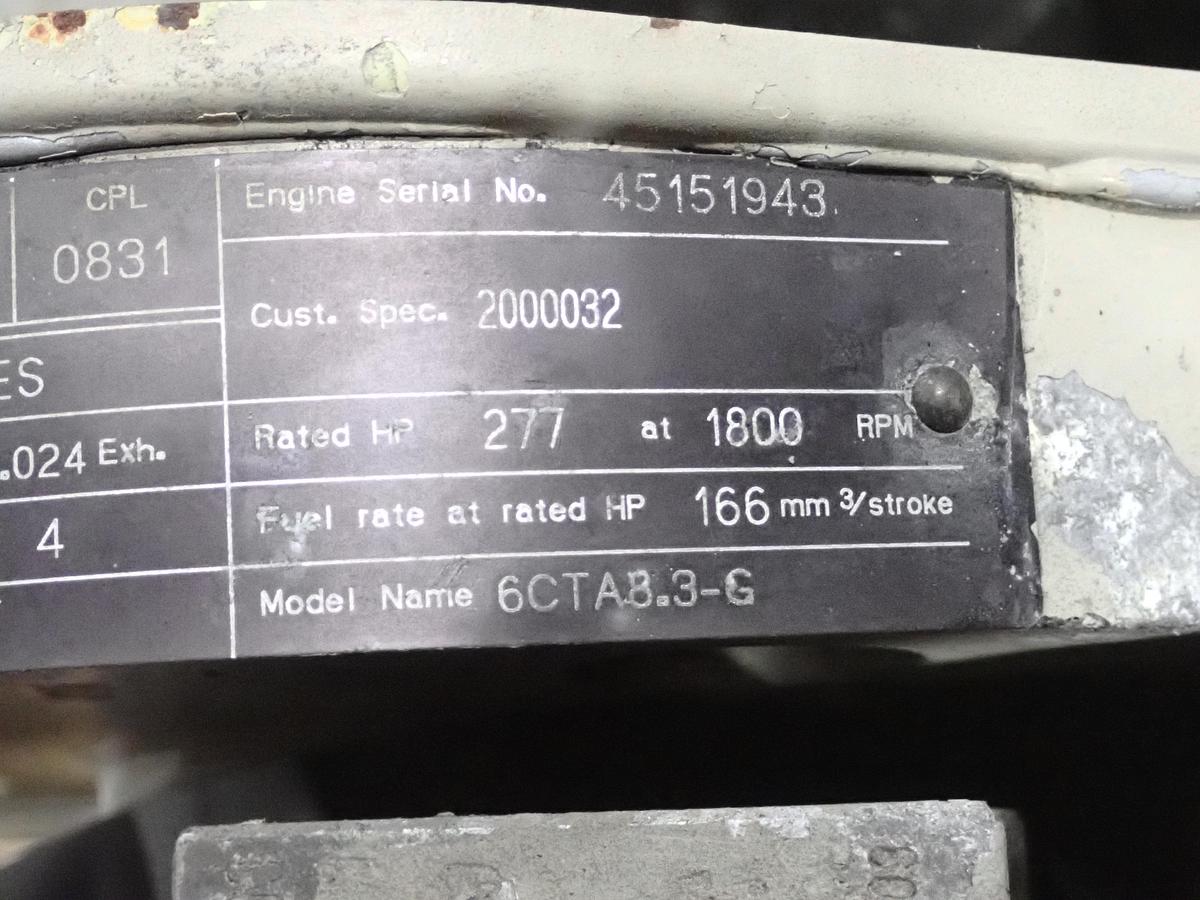 CPL
0831
ES
.024 Exh.
4
Engine Serial No. 45151943
Cust. Spec. 2000032
Rated HP 277 at 1800 RPM
Fuel rate at rated HP 166 mm ³/stroke
Model Name 6CTA8.3-G